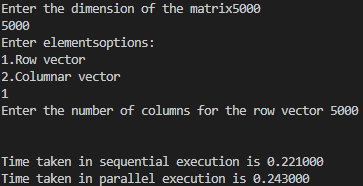 Enter the dimension of the matrix5000
5000
Enter elementsoptions:
1.Row vector
2.Columnar vector
1
Enter the number of columns for the row vector 5000
Time taken in sequential execution is 0.221000
Time taken in parallel execution is 0.243000